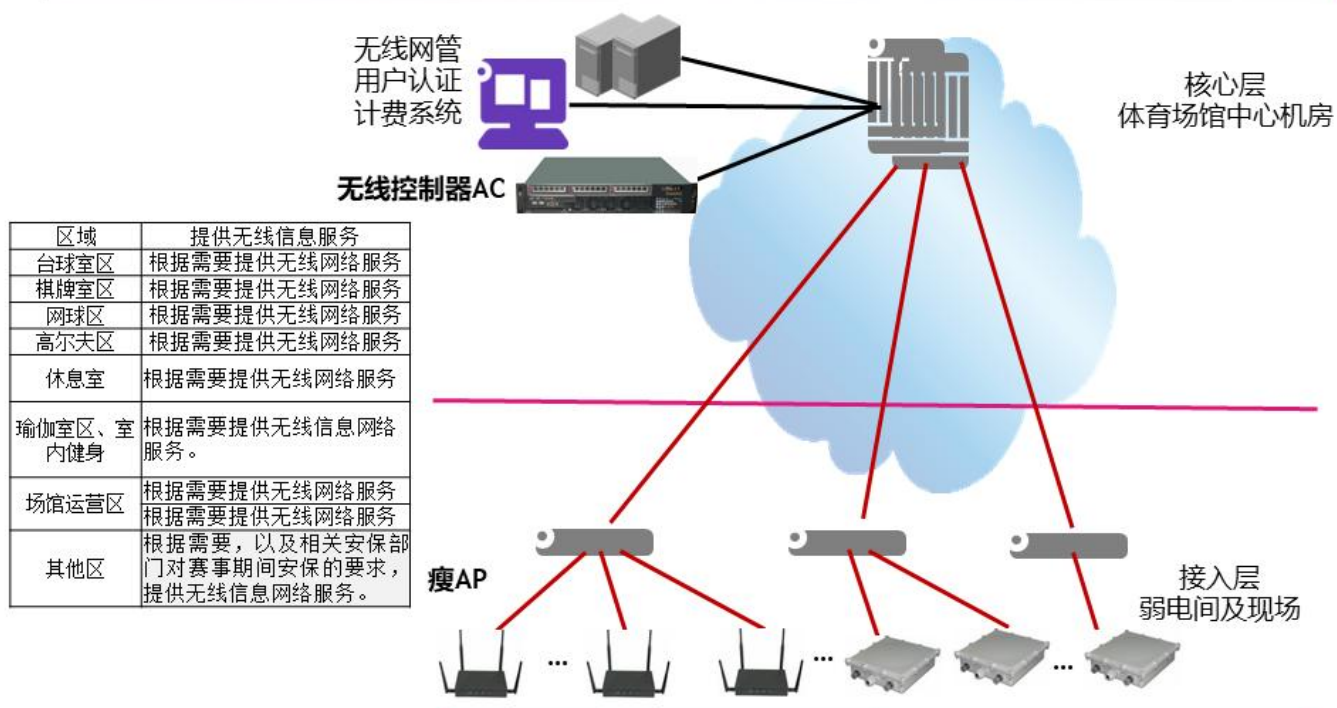 无线网管
用户认证
计费系统
核心层
体育场馆中心机房
无线控制器AC
区域 提供无线信息服务
台球室区 根据需要提供无线网络服务
棋牌室区 根据需要提供无线网络服务
网球区 根据需要提供无线网络服务
高尔夫区 根据需要提供无线网络服务
休息室 根据需要提供无线网络服务
瑜伽室区、室
内健身
根据需要提供无线信息网络
服务。
场馆运营区
根据需要提供无线网络服务
根据需要提供无线网络服务
其他区
根据需要，以及相关安保部
门对赛事期间安保的要求，
提供无线信息网络服务。
瘦AP
接入层
弱电间及现场
...
...
...